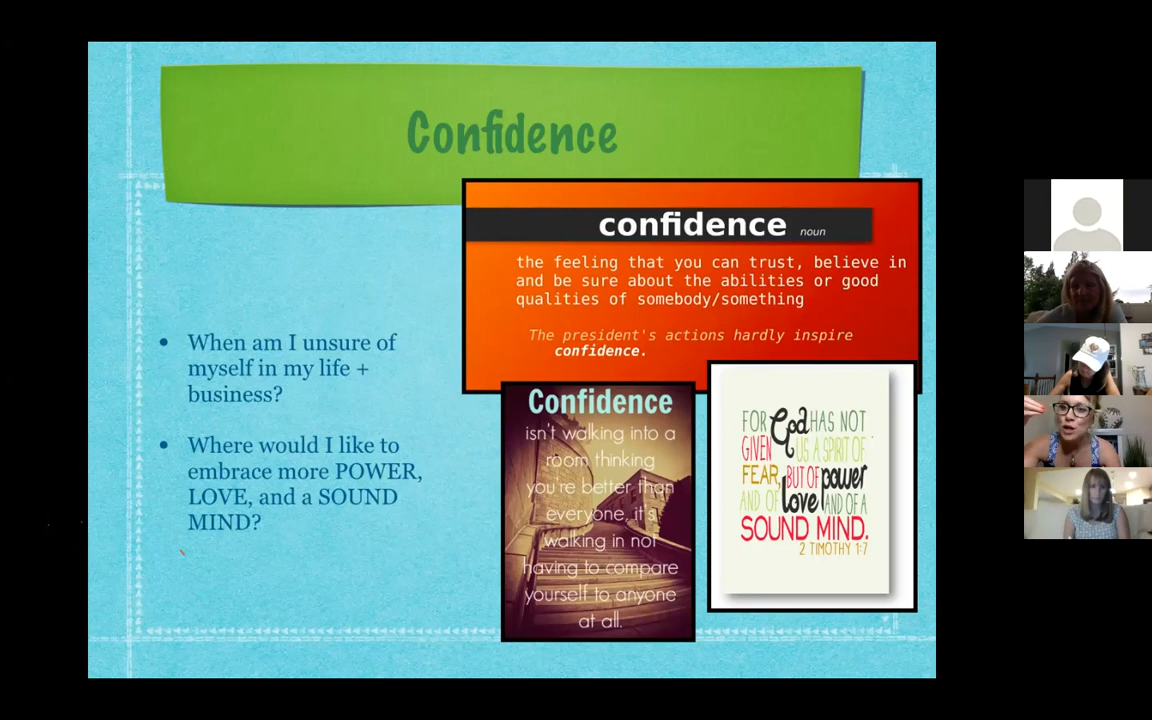 Confidence
confidence noun
the feeling that you can trust, believe in
and be sure about the abilities or good
qualities of somebody/something
The president's actions hardly inspire
confidence.
• When am I unsure of
myself in my life +
business?
• Where would I like to
embrace more POWER,
LOVE, and a SOUND
MIND?
Confidence
isn't walking into a
room thinking
you're better than
everyone, it's
walking in not
having to compare
yourself to anyone
at all.
FOR God HAS NOT
GIVEN US A SPIRIT OF
FEAR, BUT OF power
AND OF love AND OF A
SOUND MIND.
2 TIMOTHY 1:7